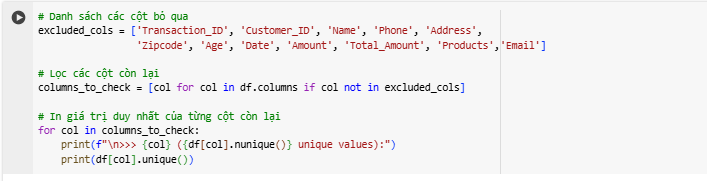 # Danh sách các cột bỏ qua
excluded_cols = ['Transaction_ID', 'Customer_ID', 'Name', 'Phone', 'Address',
                 'Zipcode', 'Age', 'Date', 'Amount', 'Total_Amount', 'Products','Email']

# Lọc các cột còn lại
columns_to_check = [col for col in df.columns if col not in excluded_cols]

# In giá trị duy nhất của từng cột còn lại
for col in columns_to_check:
    print(f"\n>>> {col} ({df[col].nunique()} unique values):")
    print(df[col].unique())